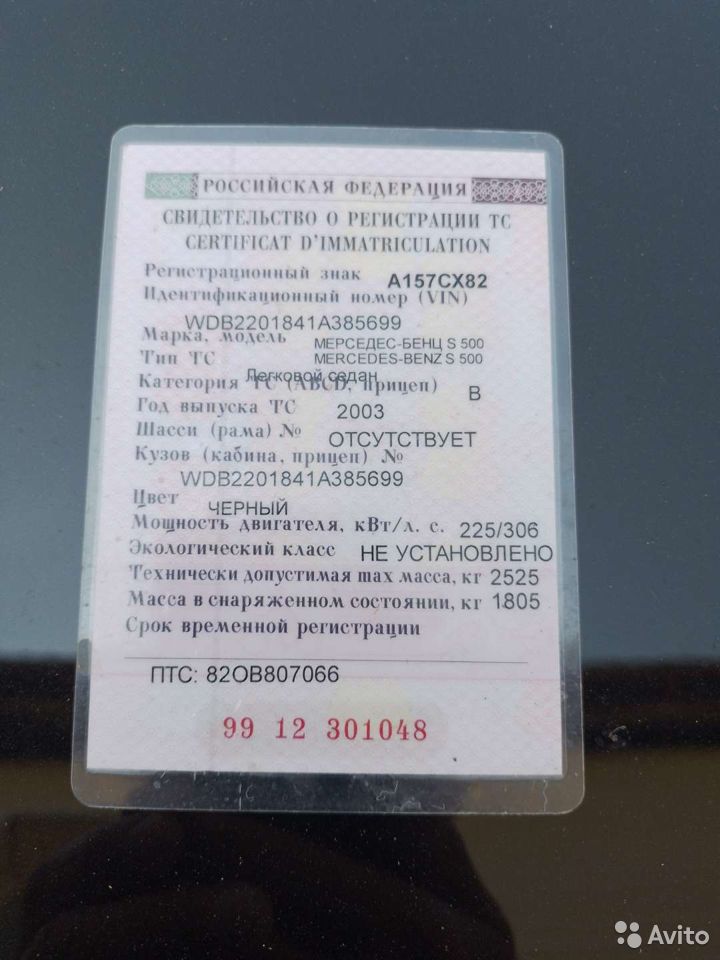 РОССИЙСКАЯ ФЕДЕРАЦИЯ
СВИДЕТЕЛЬСТВО О РЕГИСТРАЦИИ ТС
CERTIFICAT D'IMMATRICULATION
Регистрационный знак А157СХ82
Идентификационный номер (VIN)
WDB2201841A385699
Марка, модель МЕРСЕДЕС-БЕНЦ S 500
Тип ТС MERCEDES-BENZ S 500
Легковой седан
Категория ТС (ABCD, прицеп) В
Год выпуска ТС 2003
Шасси (рама) № ОТСУТСТВУЕТ
Кузов (кабина, прицеп) №
WDB2201841A385699
Цвет ЧЕРНЫЙ
Мощность двигателя, кВт/л. с. 225/306
Экологический класс НЕ УСТАНОВЛЕНО
Технически допустимая max масса, кг 2525
Масса в снаряженном состоянии, кг 1805
Срок временной регистрации
ПТС: 82ОВ807066
99 12 301048
Avito